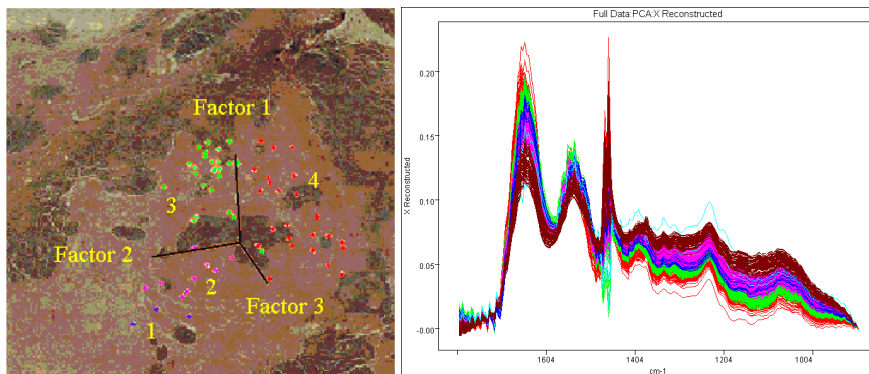 Factor 1
4
3
Factor 2
2
Factor 3
1
Full Data:PCA:X Reconstructed
X Reconstructed
0.20
0.15
0.10
0.05
-0.00
1604
1404
1204
1004
cm-1